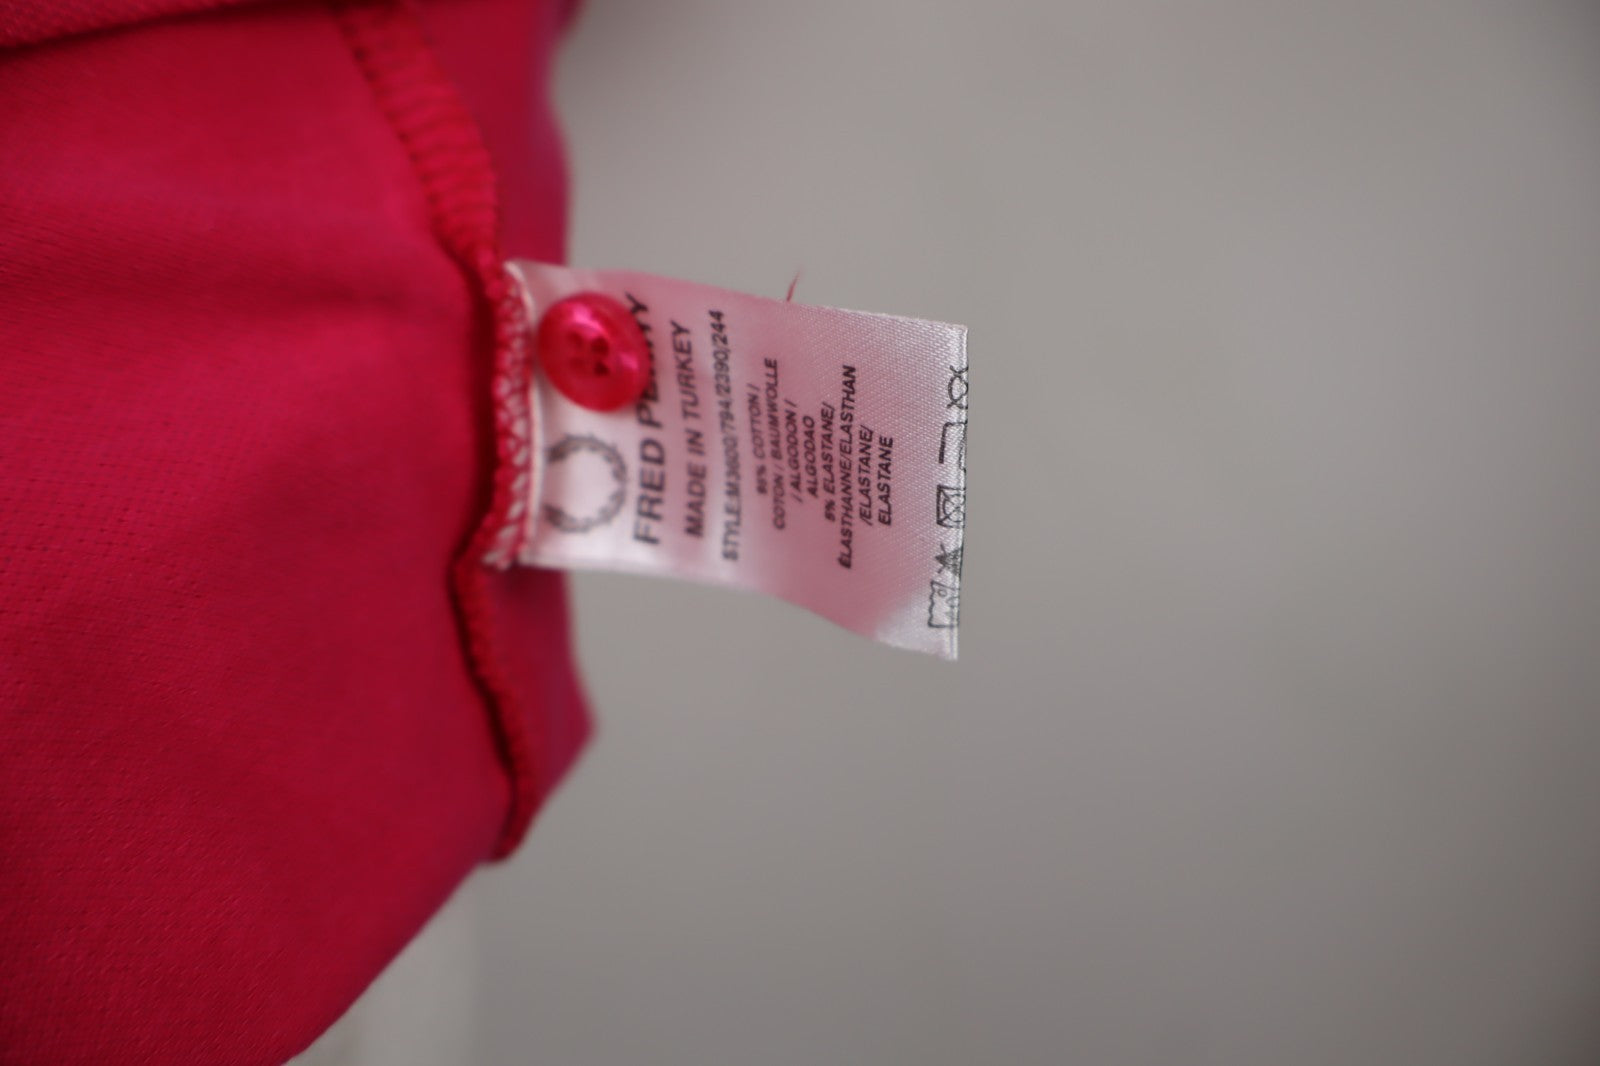 FRED PERRY
MADE IN TURKEY
STYLE:M3600/794/2390/244
95% COTTON /
COTON / BAUMWOLLE
/ ALGODON /
ALGODAO
5% ELASTANE/
ÉLASTHANNE/ELASTHAN
/ELASTANE/
ELASTANE